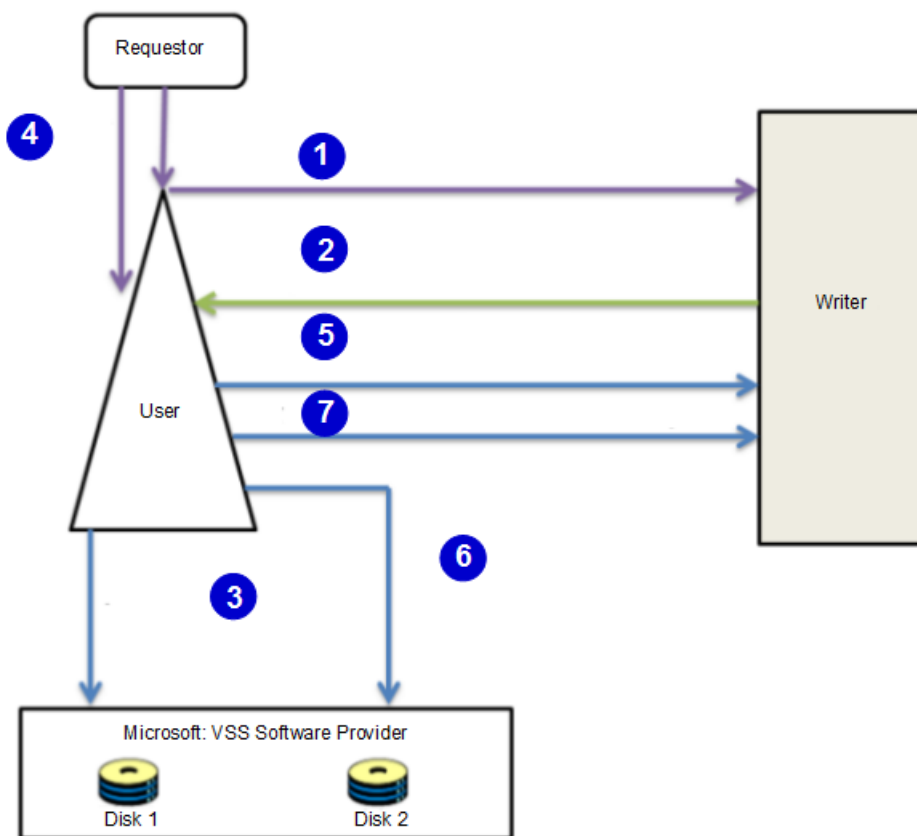 Requestor
4
1
2
Writer
5
User
7
6
3
Microsoft: VSS Software Provider
Disk 1
Disk 2